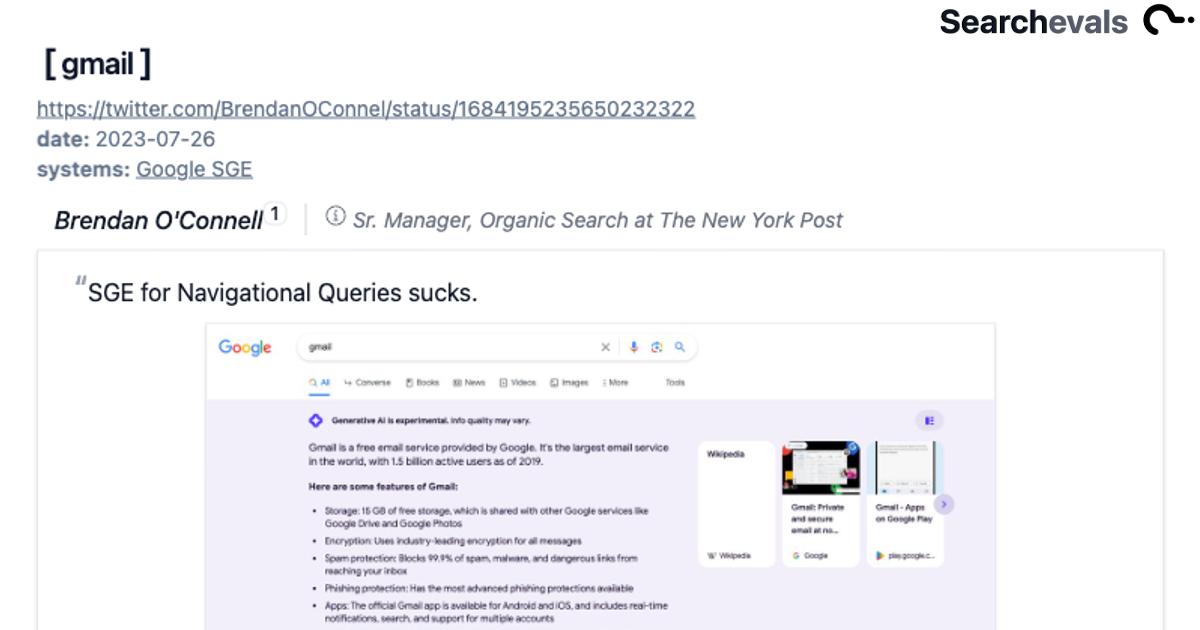 Searchevals
[ gmail ]
https://twitter.com/BrendanOConnel/status/1684195235650232322
date: 2023-07-26
systems: Google SGE
Brendan O'Connell 1
Sr. Manager, Organic Search at The New York Post
"SGE for Navigational Queries sucks.
Google
gmail
All Converse Books News Videos Images More Tools
Generative AI is experimental. Info quality may vary.
Gmail is a free email service provided by Google. It's the largest email service
in the world, with 1.5 billion active users as of 2019.
Here are some features of Gmail:
• Storage: 15 GB of free storage, which is shared with other Google services like
Google Drive and Google Photos
• Encryption: Uses industry-leading encryption for all messages
• Spam protection: Blocks 99.9% of spam, malware, and dangerous links from
reaching your inbox
• Phishing protection: Has the most advanced phishing protections available
• Apps: The official Gmail app is available for Android and iOS, and includes real-time
notifications, search, and support for multiple accounts
Wikipedia
W Wikipedia
Gmail: Private
and secure
email at no...
G Google
Gmail - Apps
on Google Play
play.google.c...